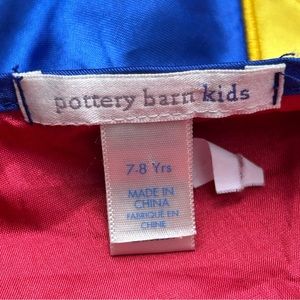 pottery barn kids
7-8 Yrs
MADE IN
CHINA
FABRIQUÉ EN
CHINE